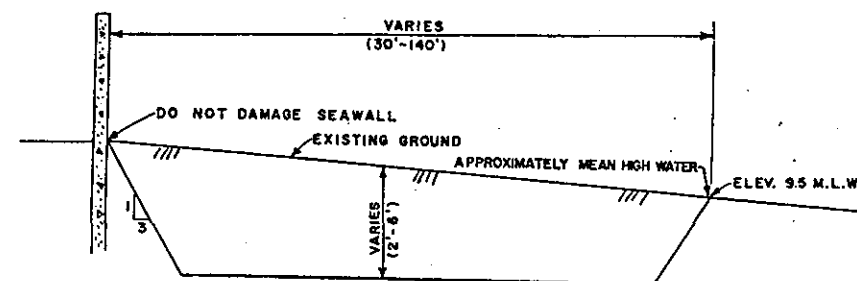 VARIES
(30'~140')
DO NOT DAMAGE SEAWALL
EXISTING GROUND
APPROXIMATELY MEAN HIGH WATER
ELEV. 9.5 M.L.W
1
3
VARIES
(2'-6')